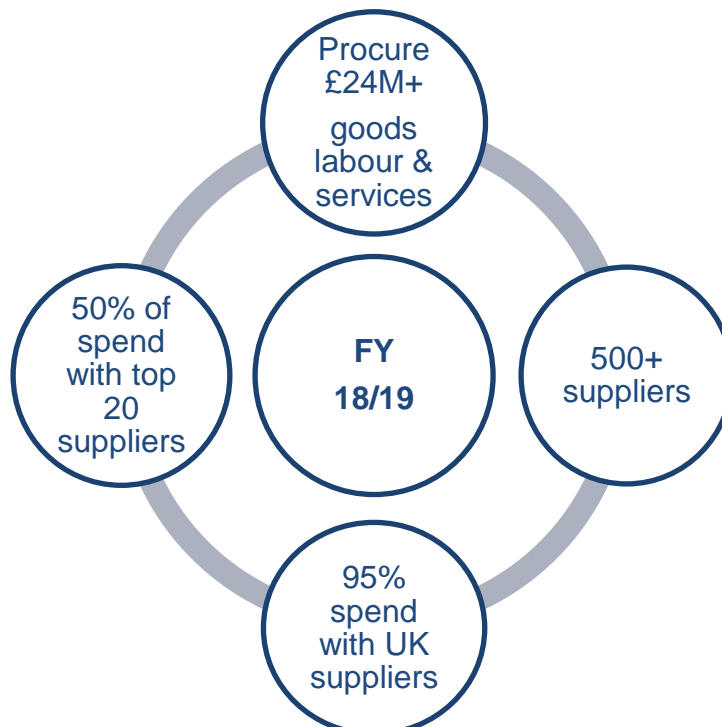 Procure
£24M+
goods
labour &
services
50% of
spend
with top
20
suppliers
FY
18/19
500+
suppliers
95%
spend
with UK
suppliers